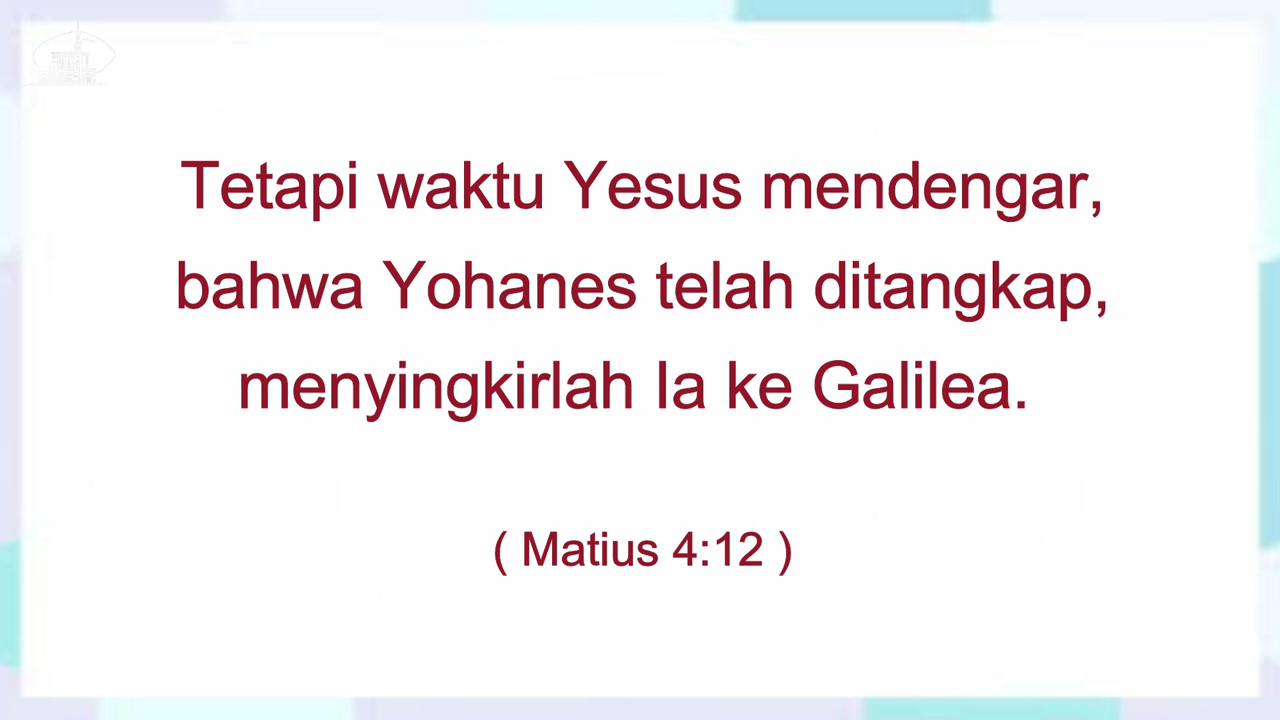 Tetapi waktu Yesus mendengar,
bahwa Yohanes telah ditangkap,
menyingkirlah Ia ke Galilea.
( Matius 4:12 )